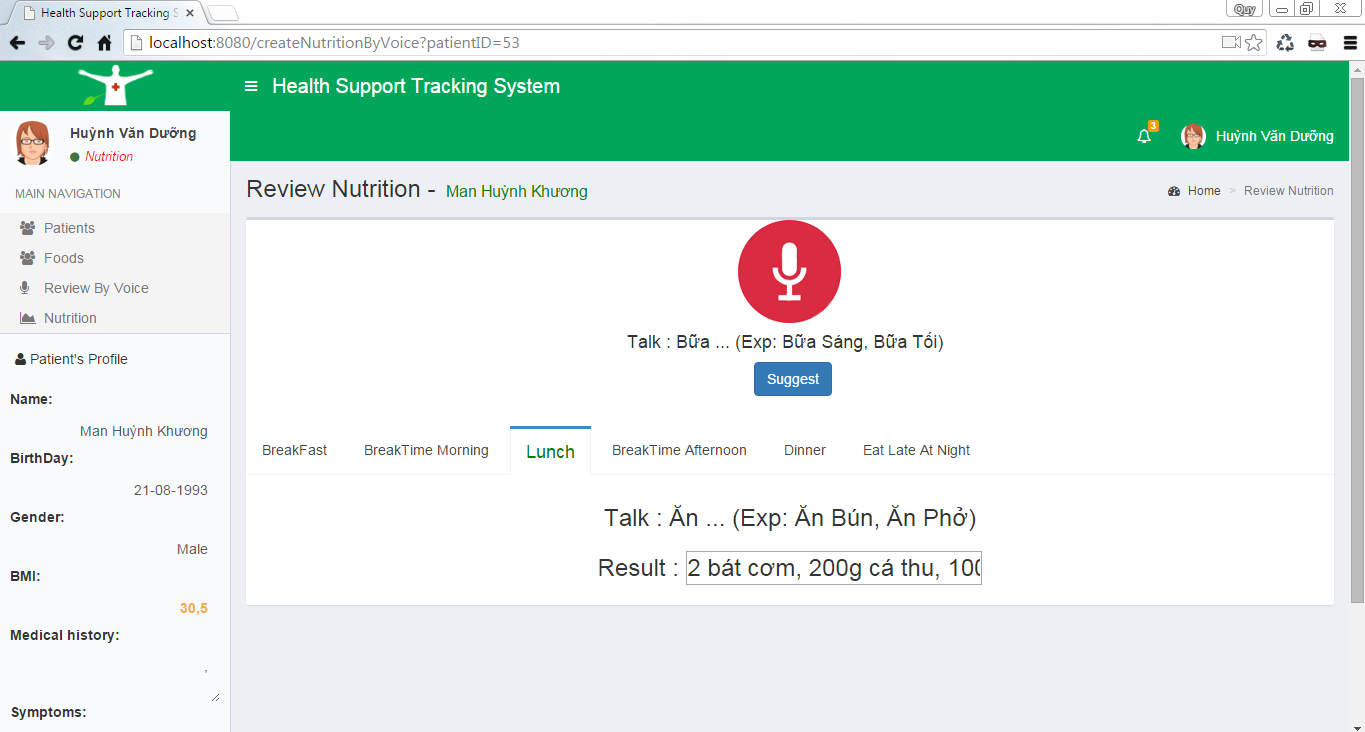 Health Support Tracking S
Quy
localhost:8080/createNutritionByVoice?patientID=53
Health Support Tracking System
3
Huỳnh Văn Dưỡng
Huỳnh Văn Dưỡng
Nutrition
MAIN NAVIGATION
Patients
Foods
Review By Voice
Nutrition
Patient's Profile
Name:
Man Huỳnh Khương
BirthDay:
21-08-1993
Gender:
Male
BMI:
30,5
Medical history:
,
Symptoms:
Review Nutrition - Man Huỳnh Khương
Home > Review Nutrition
Talk : Bữa ... (Exp: Bữa Sáng, Bữa Tối)
Suggest
BreakFast BreakTime Morning Lunch BreakTime Afternoon Dinner Eat Late At Night
Talk : Ăn ... (Exp: Ăn Bún, Ăn Phở)
Result : 2 bát cơm, 200g cá thu, 100